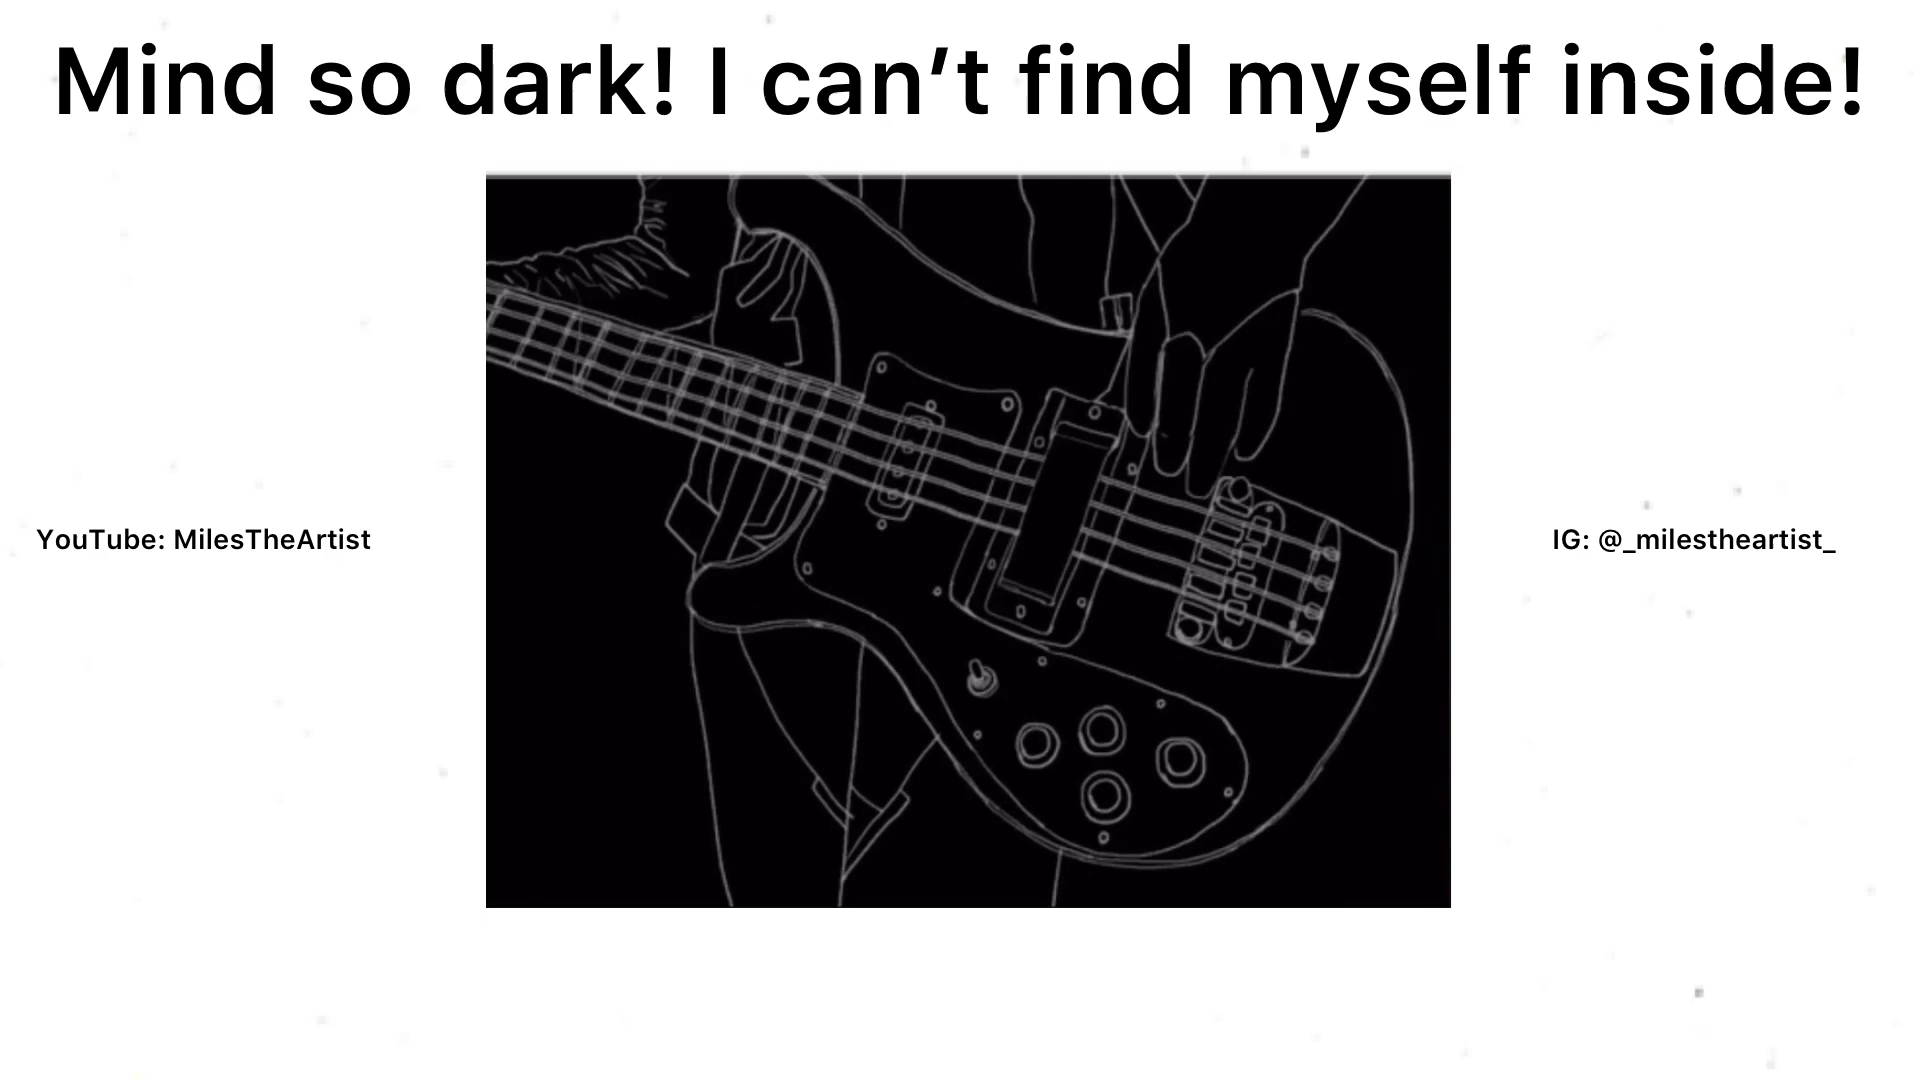 Mind so dark! I can’t find myself inside!
YouTube: MilesTheArtist
IG: @_milestheartist_